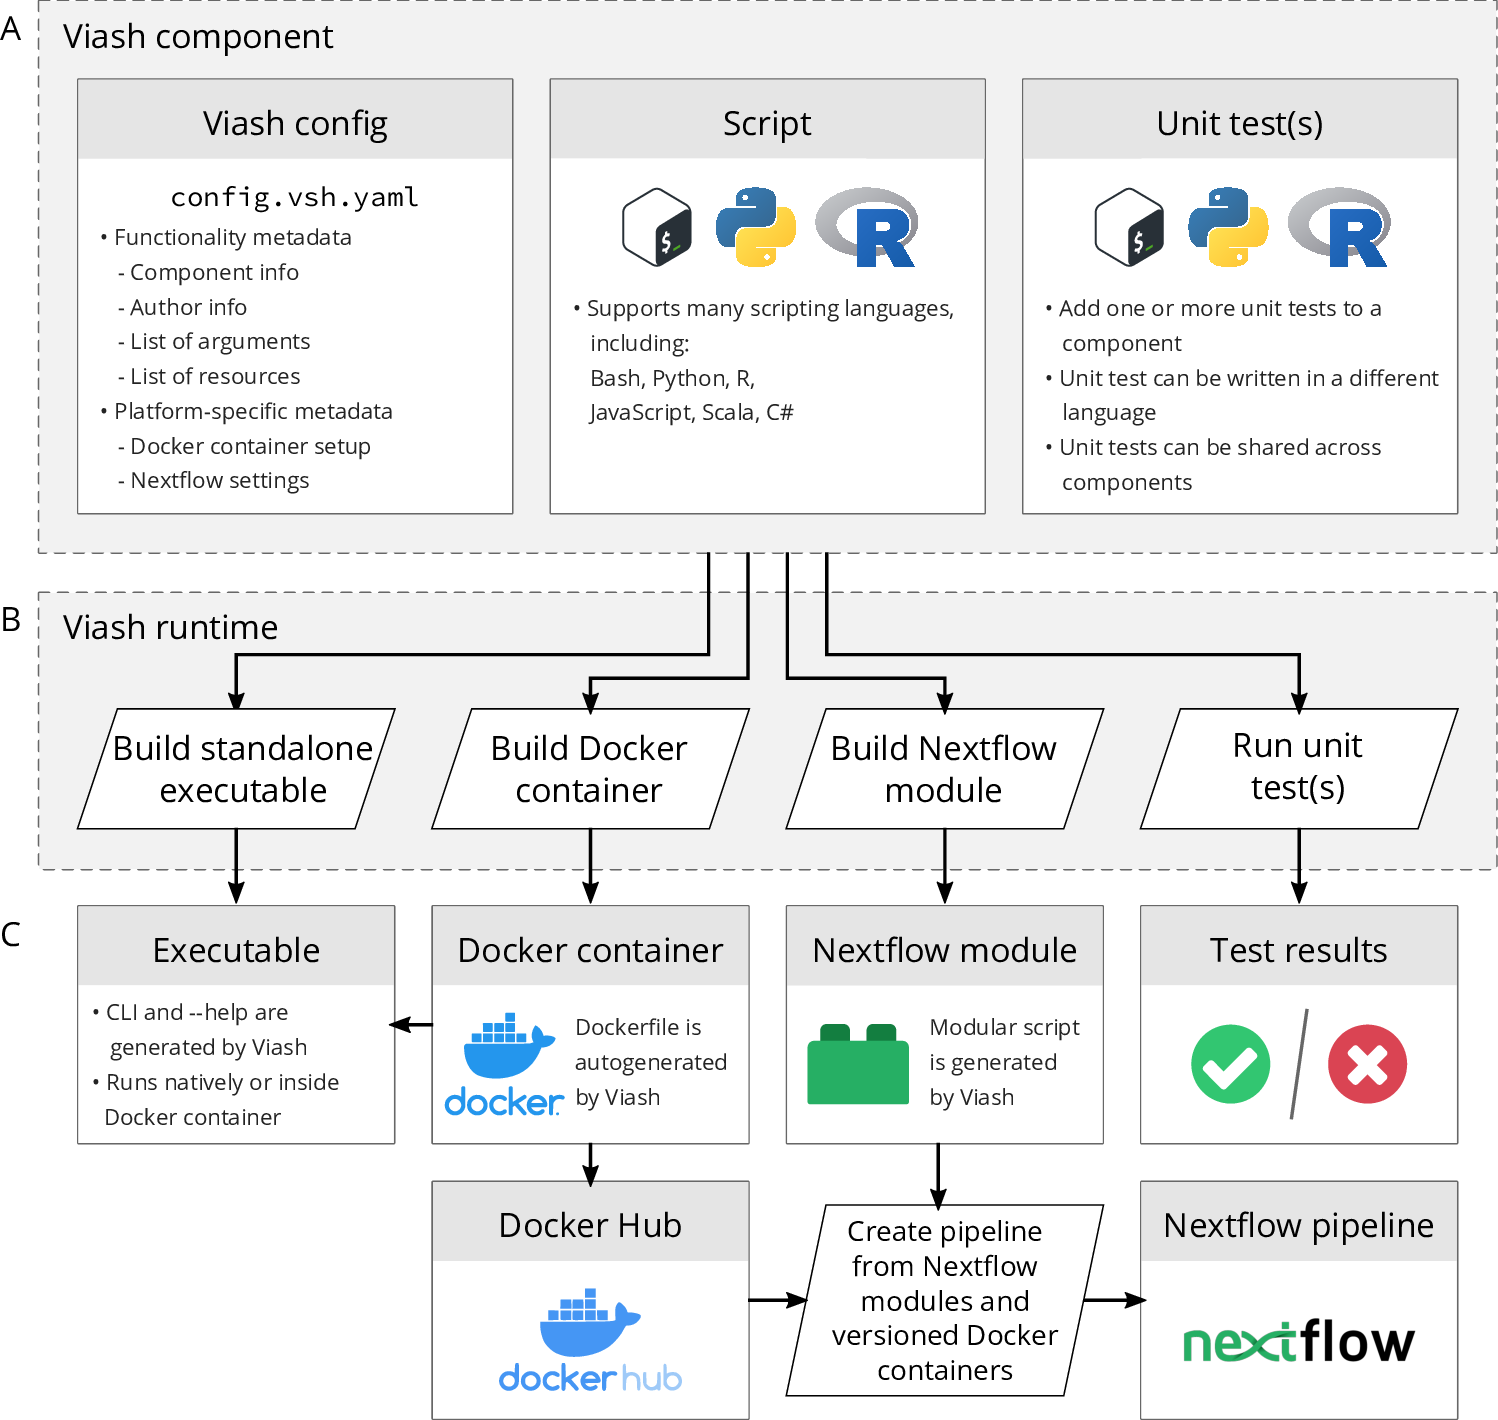 A
Viash component
Viash config
config.vsh.yaml
• Functionality metadata
- Component info
- Author info
- List of arguments
- List of resources
• Platform-specific metadata
- Docker container setup
- Nextflow settings
Script
$_
R
• Supports many scripting languages,
including:
Bash, Python, R,
JavaScript, Scala, C#
Unit test(s)
$_
R
• Add one or more unit tests to a
component
• Unit test can be written in a different
language
• Unit tests can be shared across
components
B
Viash runtime
Build standalone
executable
Build Docker
container
Build Nextflow
module
Run unit
test(s)
C
Executable
• CLI and --help are
generated by Viash
• Runs natively or inside
Docker container
Docker container
docker
Dockerfile is
autogenerated
by Viash
Nextflow module
Modular script
is generated
by Viash
Test results
Docker Hub
dockerhub
Create pipeline
from Nextflow
modules and
versioned Docker
containers
Nextflow pipeline
nextflow